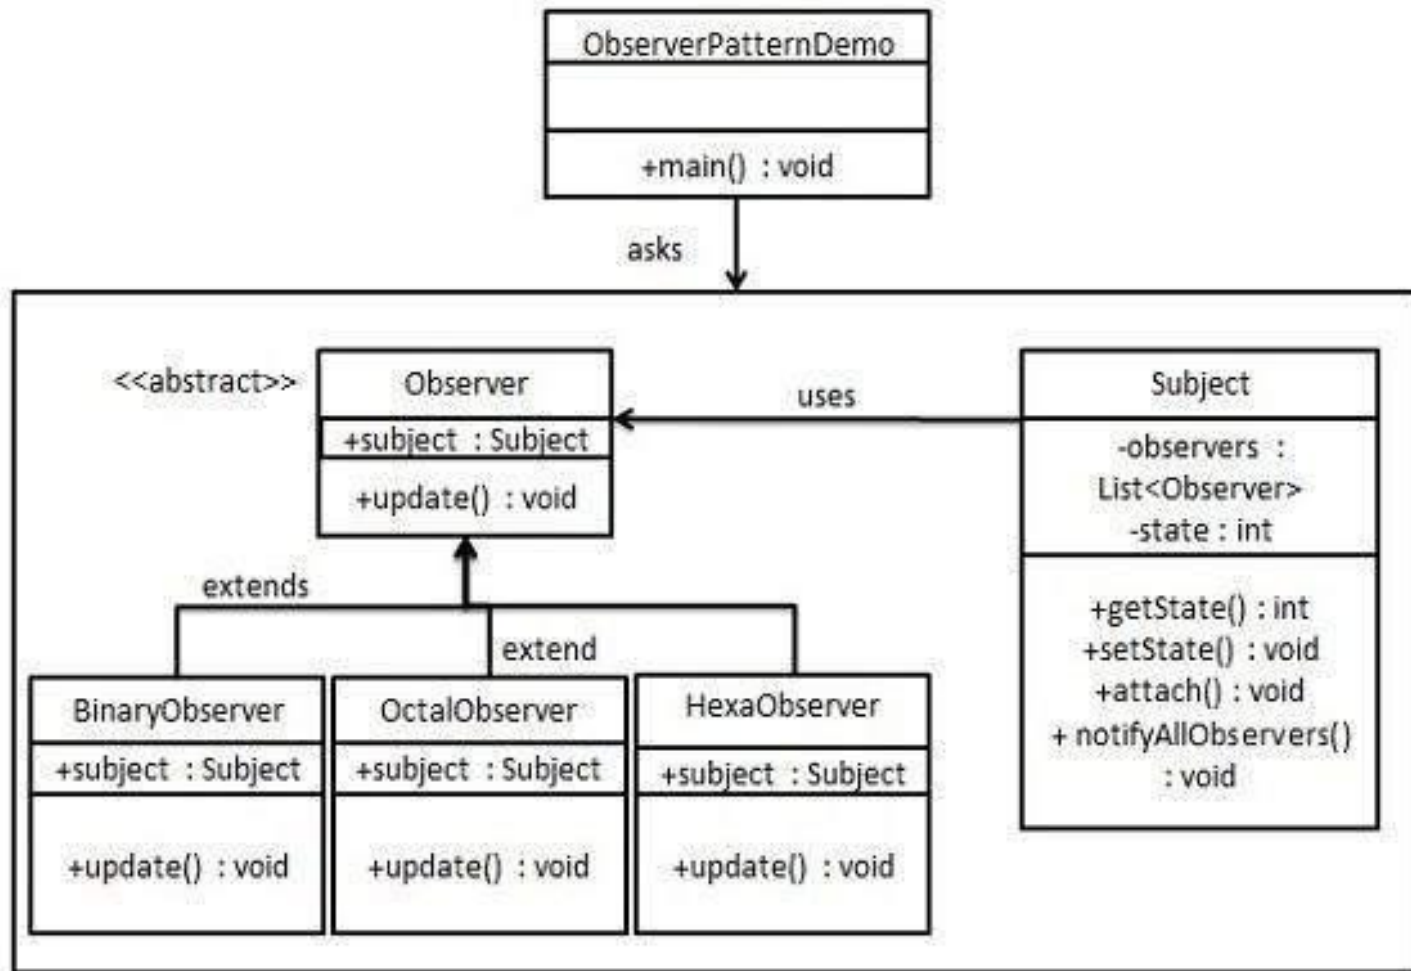 ObserverPatternDemo
+main() : void
asks
<<abstract>>
Observer
+subject : Subject
+update() : void
uses
Subject
-observers :
List<Observer>
-state : int
+getState() : int
+setState() : void
+attach() : void
+ notifyAllObservers()
: void
extends
extend
BinaryObserver
+subject : Subject
+update() : void
OctalObserver
+subject : Subject
+update() : void
HexaObserver
+subject : Subject
+update() : void